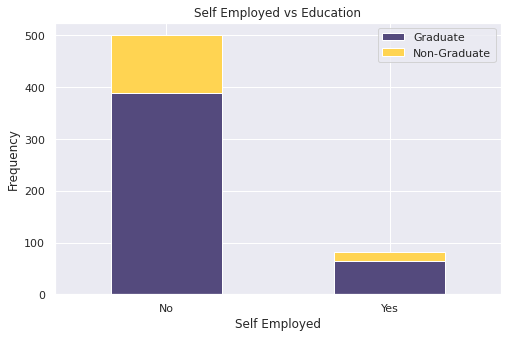 Self Employed vs Education
Graduate
Non-Graduate
500
400
300
200
100
0
Frequency
No
Yes
Self Employed